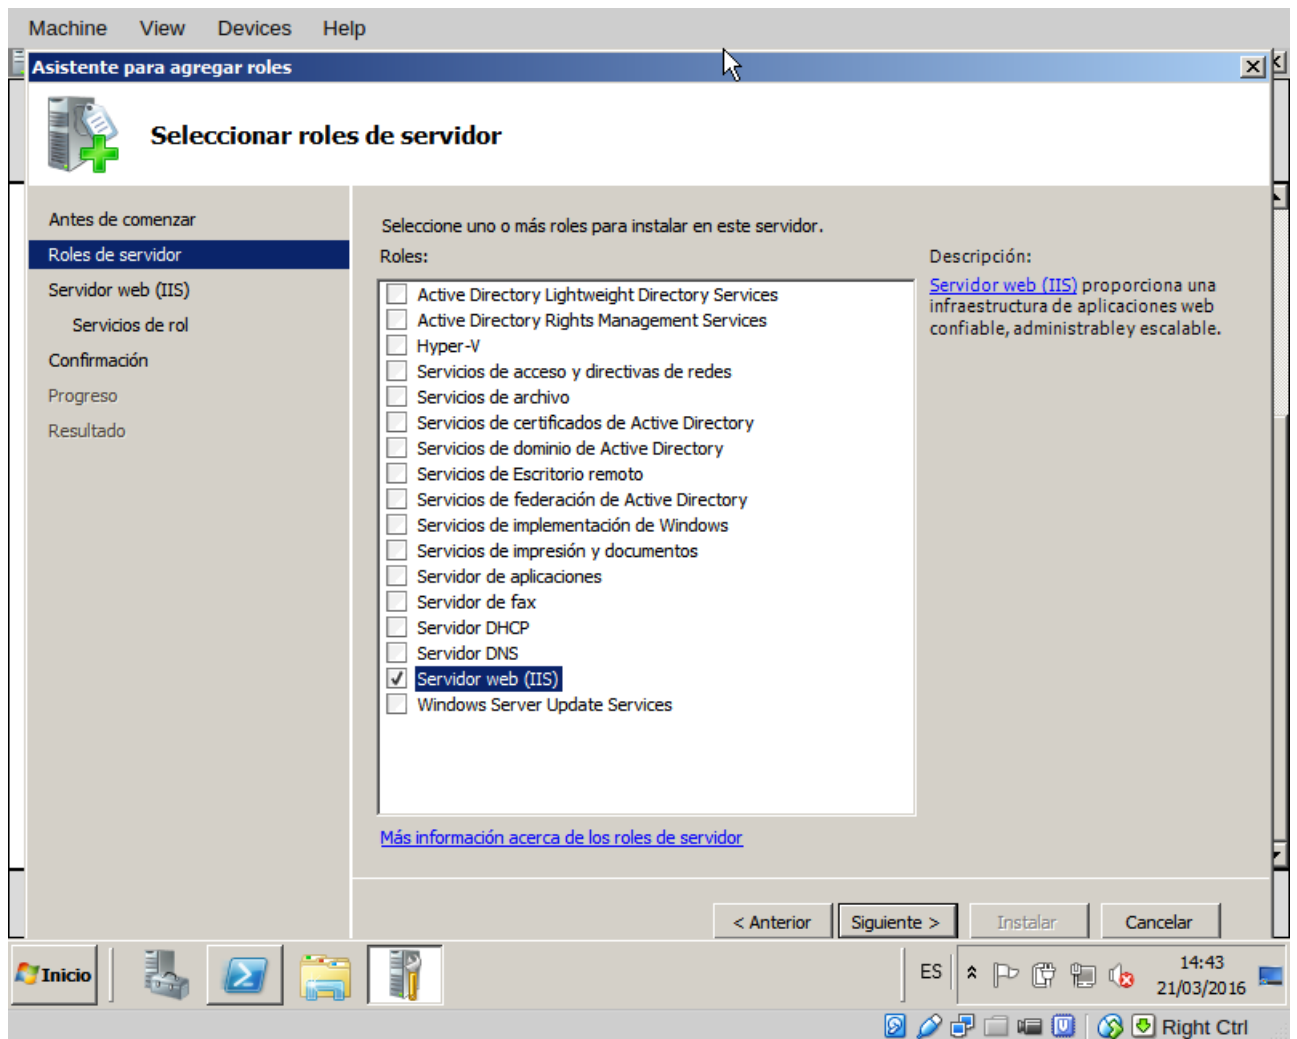 Machine View Devices Help
Asistente para agregar roles
Seleccionar roles de servidor
Antes de comenzar
Roles de servidor
Servidor web (IIS)
Servicios de rol
Confirmación
Progreso
Resultado
Seleccione uno o más roles para instalar en este servidor.
Roles:
Active Directory Lightweight Directory Services
Active Directory Rights Management Services
Hyper-V
Servicios de acceso y directivas de redes
Servicios de archivo
Servicios de certificados de Active Directory
Servicios de dominio de Active Directory
Servicios de Escritorio remoto
Servicios de federación de Active Directory
Servicios de implementación de Windows
Servicios de impresión y documentos
Servidor de aplicaciones
Servidor de fax
Servidor DHCP
Servidor DNS
Servidor web (IIS)
Windows Server Update Services
Más información acerca de los roles de servidor
Descripción:
Servidor web (IIS) proporciona una
infraestructura de aplicaciones web
confiable, administrabley escalable.
< Anterior Siguiente > Instalar Cancelar
Inicio
ES
14:43
21/03/2016
Right Ctrl